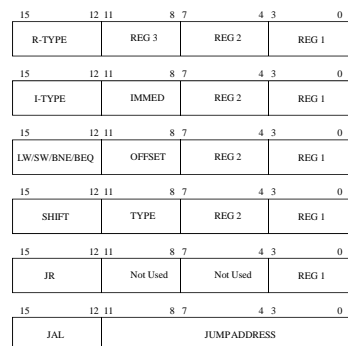 15 12 11 8 7 4 3 0
R-TYPE REG 3 REG 2 REG 1
15 12 11 8 7 4 3 0
I-TYPE IMMED REG 2 REG 1
15 12 11 8 7 4 3 0
LW/SW/BNE/BEQ OFFSET REG 2 REG 1
15 12 11 8 7 4 3 0
SHIFT TYPE REG 2 REG 1
15 12 11 8 7 4 3 0
JR Not Used Not Used REG 1
15 12 11 8 7 4 3 0
JAL JUMPADDRESS